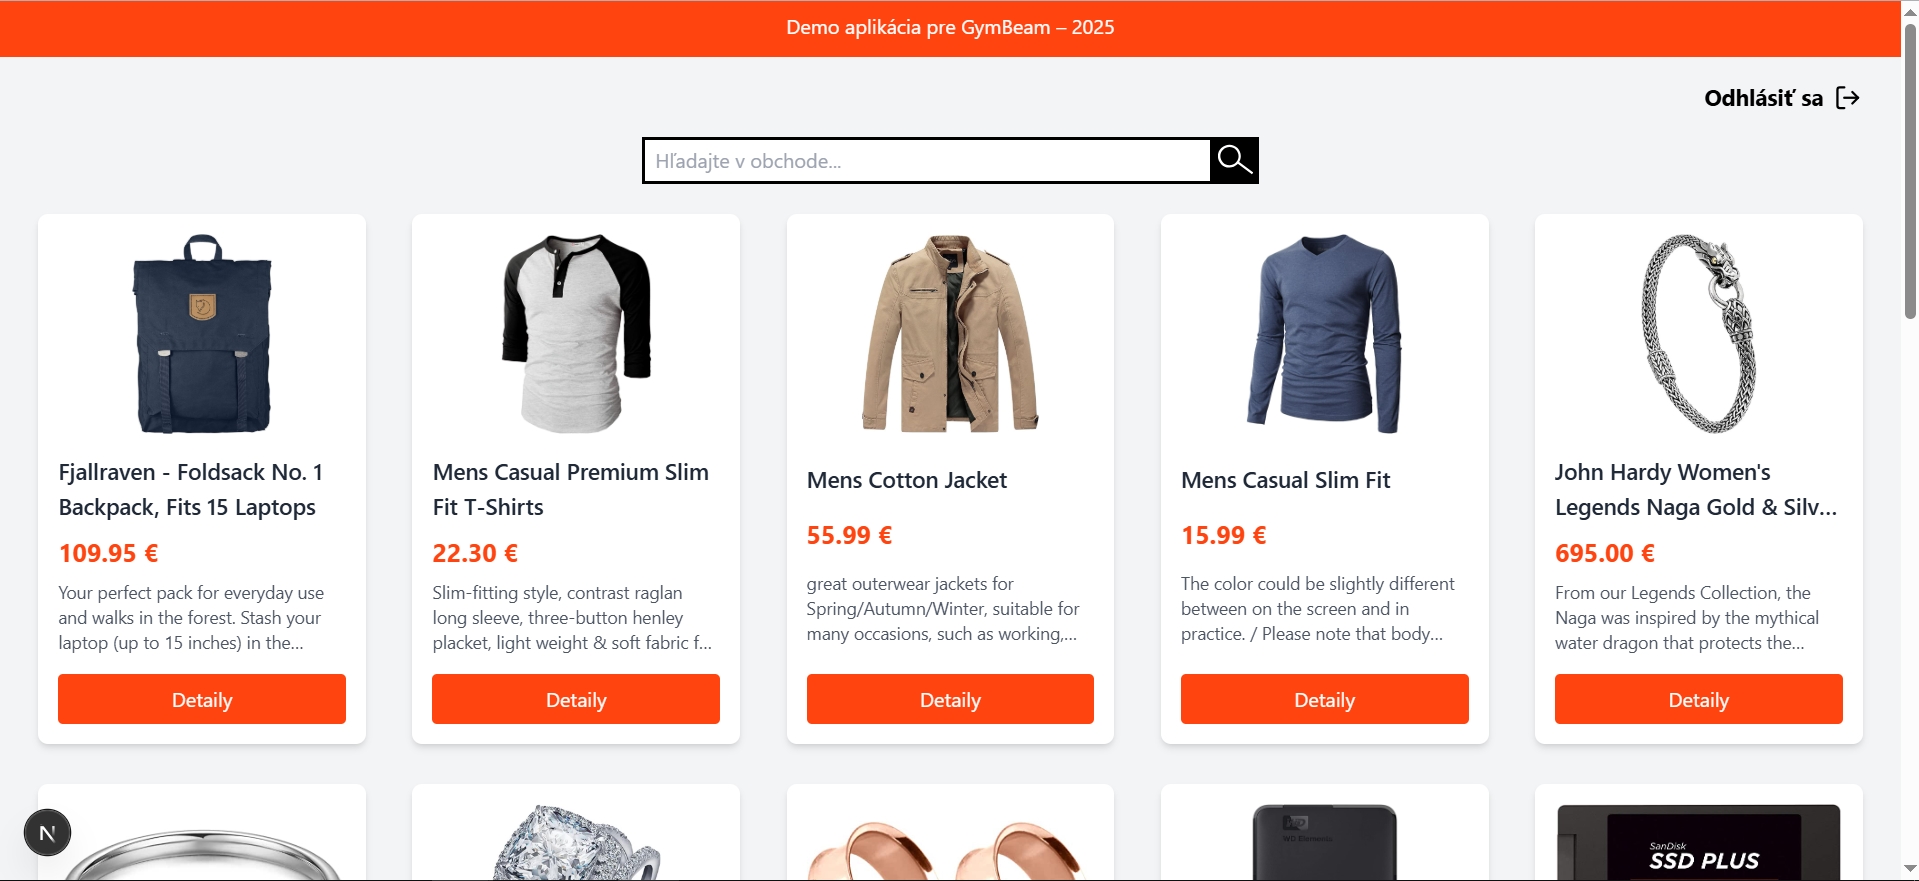 Demo aplikácia pre GymBeam – 2025
Odhlásiť sa
Hľadajte v obchode...
Fjallraven - Foldsack No. 1
Backpack, Fits 15 Laptops
109.95 €
Your perfect pack for everyday use
and walks in the forest. Stash your
laptop (up to 15 inches) in the...
Detaily
Mens Casual Premium Slim
Fit T-Shirts
22.30 €
Slim-fitting style, contrast raglan
long sleeve, three-button henley
placket, light weight & soft fabric f...
Detaily
Mens Cotton Jacket
55.99 €
great outerwear jackets for
Spring/Autumn/Winter, suitable for
many occasions, such as working,...
Detaily
Mens Casual Slim Fit
15.99 €
The color could be slightly different
between on the screen and in
practice. / Please note that body...
Detaily
John Hardy Women's
Legends Naga Gold & Silv...
695.00 €
From our Legends Collection, the
Naga was inspired by the mythical
water dragon that protects the...
Detaily
N
WD
WD Elements
SanDisk
SSD PLUS